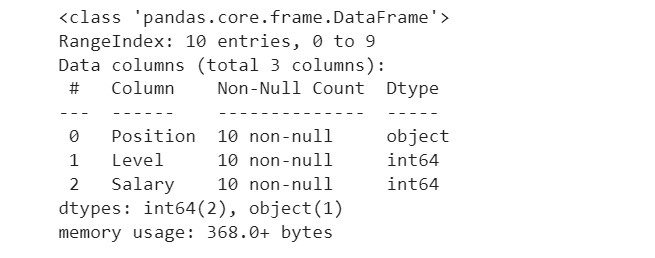 <class 'pandas.core.frame.DataFrame'>
RangeIndex: 10 entries, 0 to 9
Data columns (total 3 columns):
 #   Column    Non-Null Count  Dtype
---  ------    --------------  -----
 0   Position  10 non-null     object
 1   Level     10 non-null     int64
 2   Salary    10 non-null     int64
dtypes: int64(2), object(1)
memory usage: 368.0+ bytes